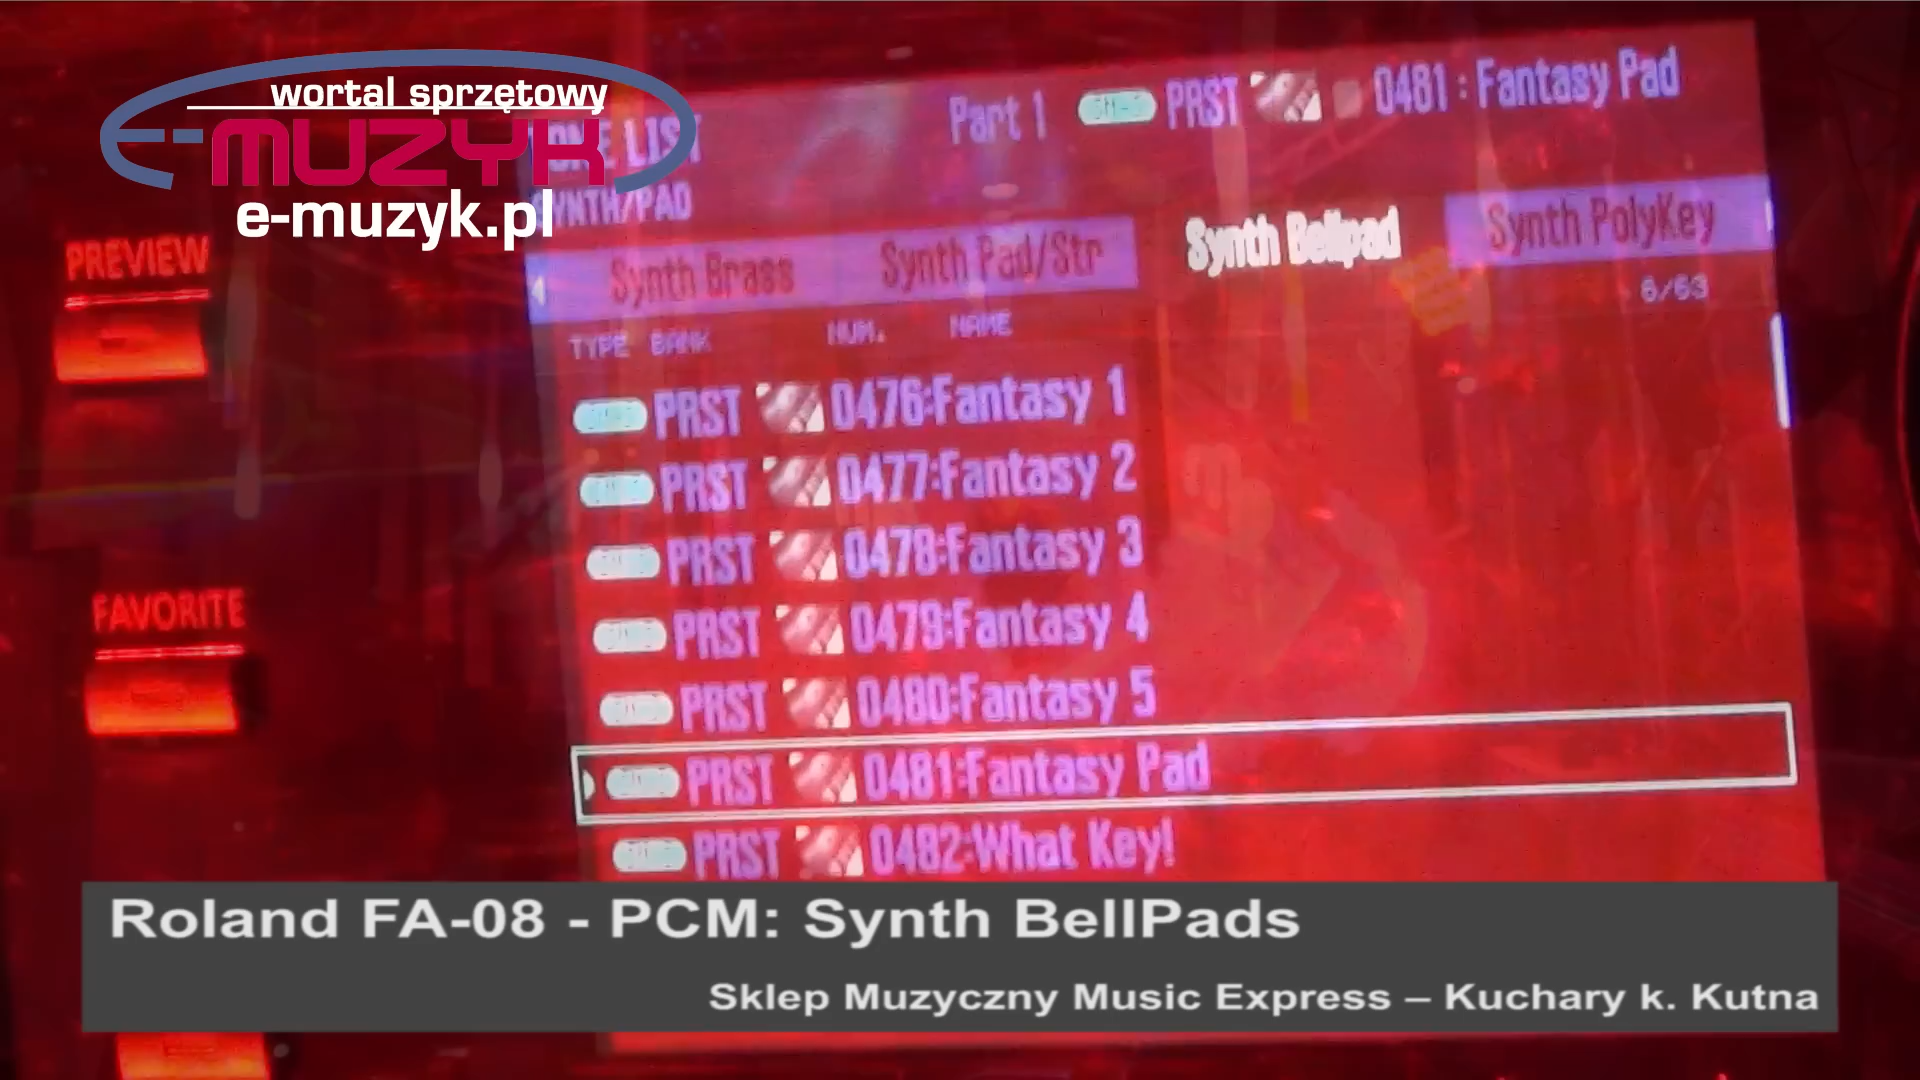 wortal sprzętowy
e-MUZYK
e-muzyk.pl
LIST
Part 1 PRST 0481 : Fantasy Pad
SYNTH/PAD
Synth Brass Synth Pad/Str Synth Bellpad Synth PolyKey
6/63
TYPE BANK NUM. NAME
PRST 0476:Fantasy 1
PRST 0477:Fantasy 2
PRST 0478:Fantasy 3
PRST 0479:Fantasy 4
PRST 0480:Fantasy 5
PRST 0481:Fantasy Pad
PRST 0482:What Key!
PREVIEW
FAVORITE
Roland FA-08 - PCM: Synth BellPads
Sklep Muzyczny Music Express – Kuchary k. Kutna